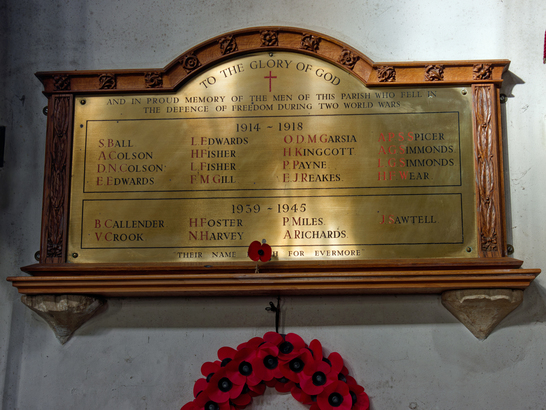 TO THE GLORY OF GOD
AND IN PROUD MEMORY OF THE MEN OF THIS PARISH WHO FELL IN
THE DEFENCE OF FREEDOM DURING TWO WORLD WARS
1914 - 1918
S BALL L EDWARDS O D M GARSIA SPICER
A COLSON H FISHER H KINGCOTT SIMMONDS
D N COLSON L FISHER P PAYNE SIMMONDS
E EDWARDS F M GILL E J REAKES WEAR
1939 - 1945
B CALLENDER H FOSTER P MILES J SAWTELL
V CROOK N HARVEY A RICHARDS
THEIR NAME FOR EVERMORE